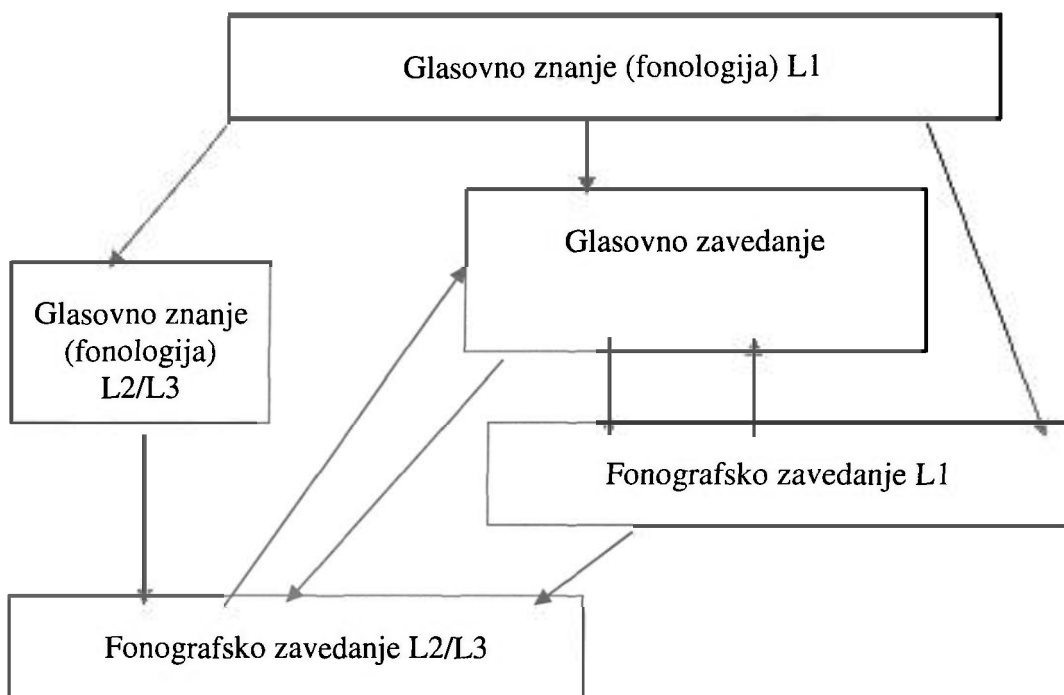 Glasovno znanje (fonologija) L1
Glasovno zavedanje
Glasovno znanje
(fonologija)
L2/L3
Fonografsko zavedanje L1
Fonografsko zavedanje L2/L3